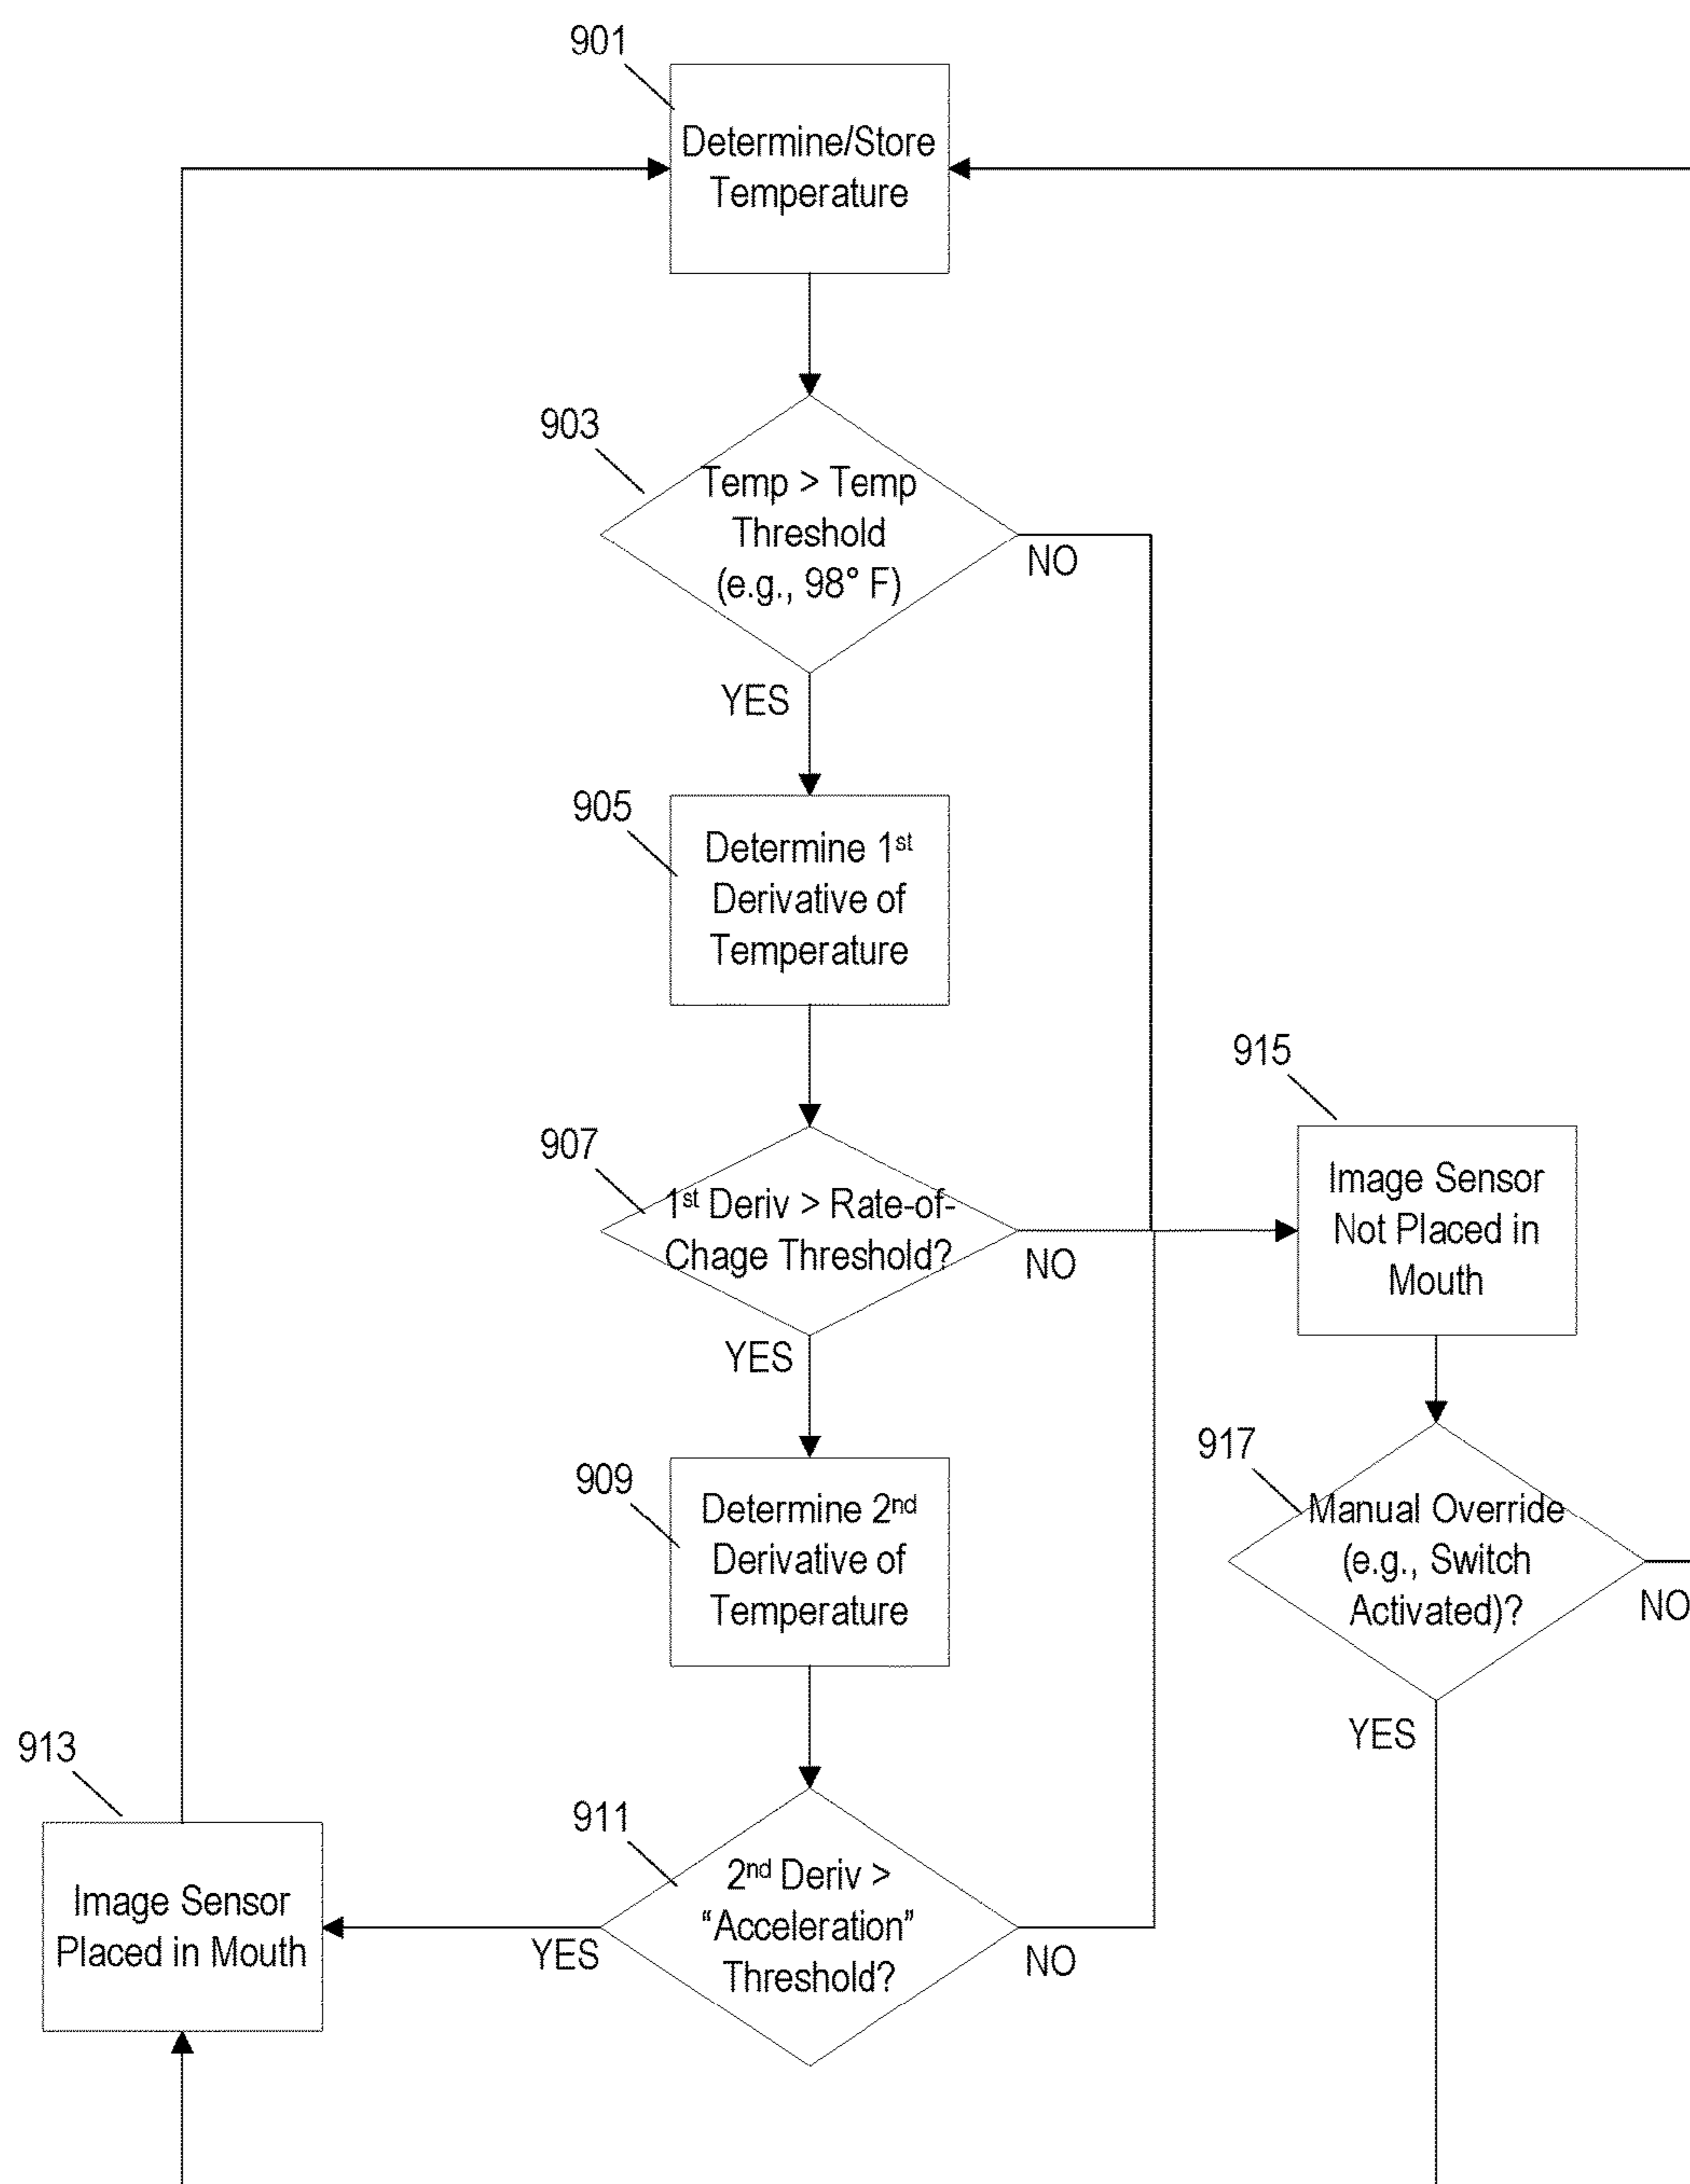 901
Determine/Store
Temperature
903
Temp > Temp
Threshold
(e.g., 98° F)
NO
YES
905
Determine 1st
Derivative of
Temperature
907
1st Deriv > Rate-of-
Chage Threshold?
NO
YES
915
Image Sensor
Not Placed in
Mouth
909
Determine 2nd
Derivative of
Temperature
917
Manual Override
(e.g., Switch
Activated)?
NO
YES
911
2nd Deriv >
“Acceleration”
Threshold?
YES
NO
913
Image Sensor
Placed in Mouth